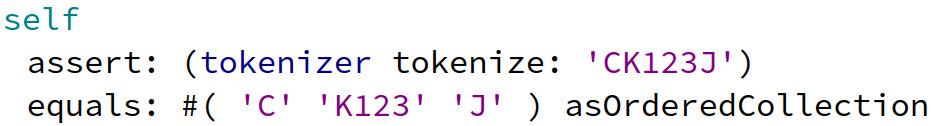 self
assert: (tokenizer tokenize: 'CK123J')
equals: #( 'C' 'K123' 'J' ) asOrderedCollection